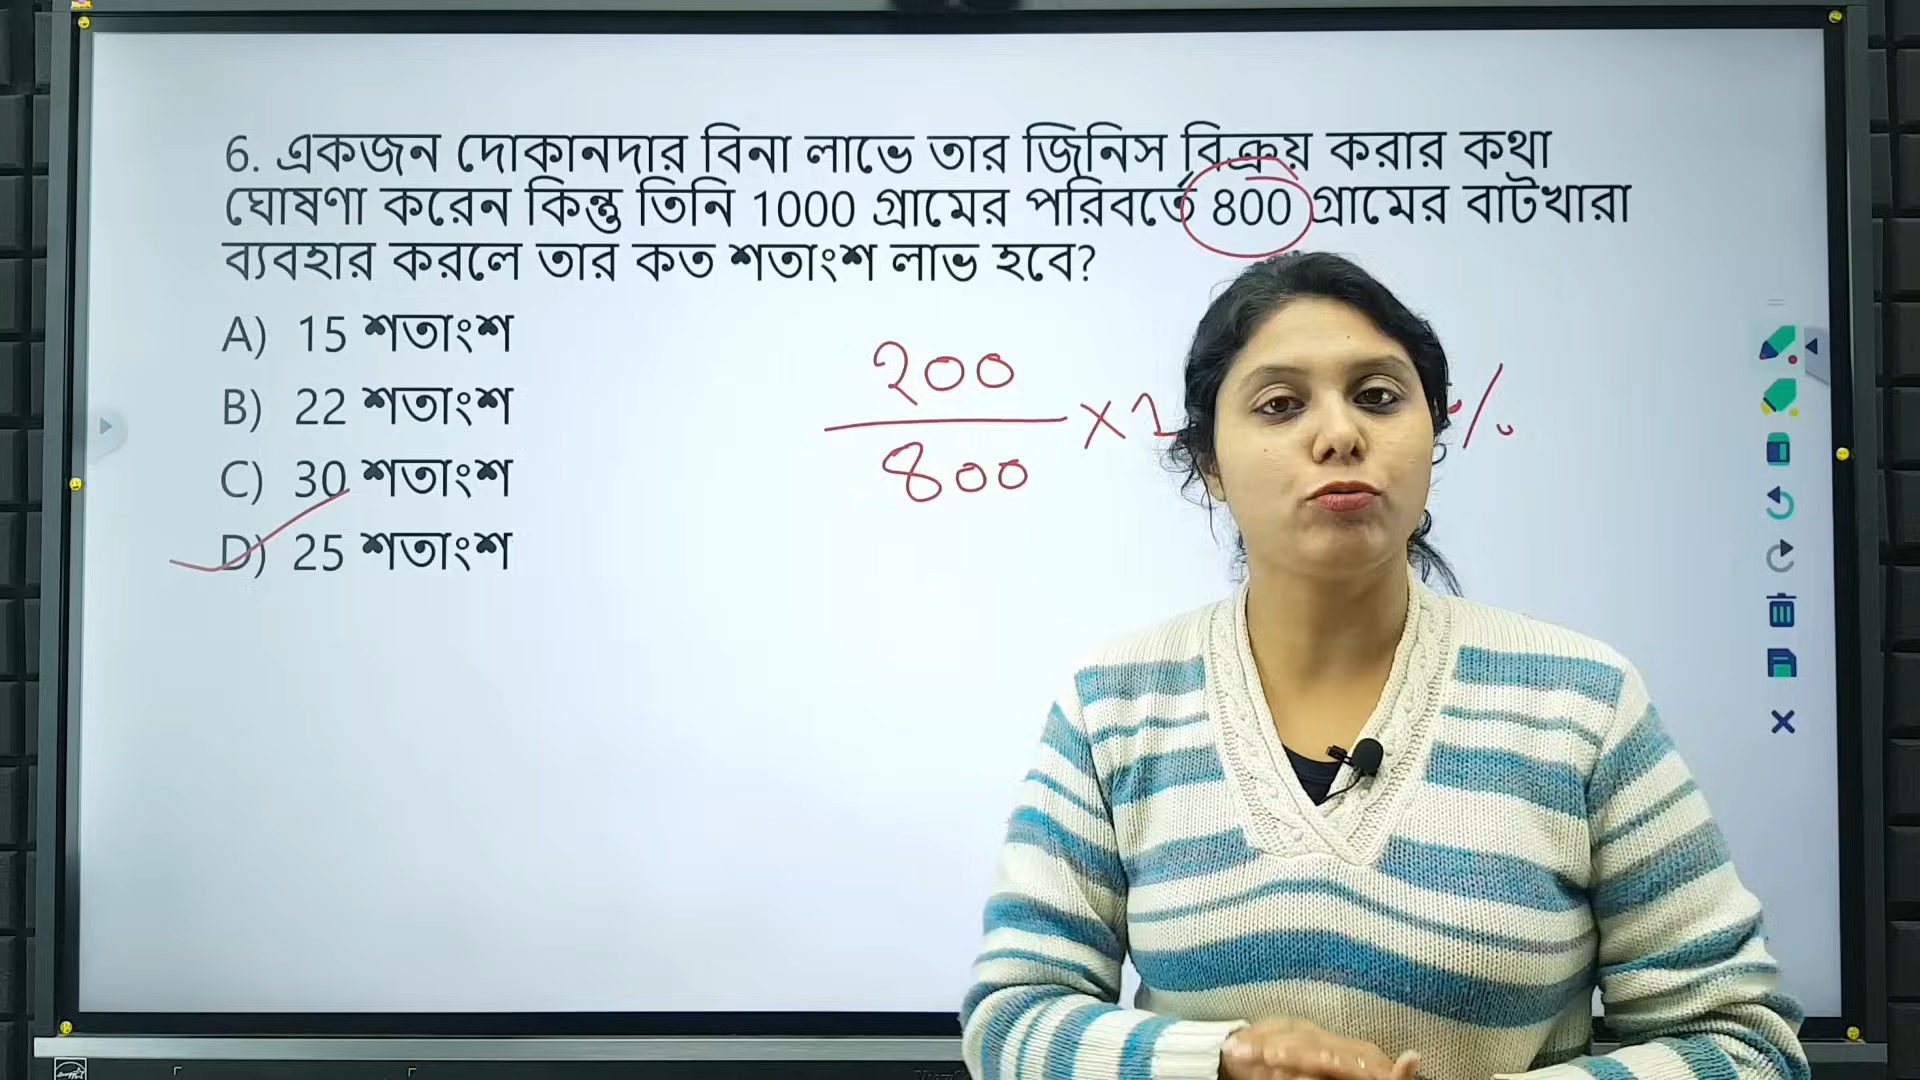 6. একজন দোকানদার বিনা লাভে তার জিনিস বিক্রয় করার কথা
ঘোষণা করেন কিন্তু তিনি 1000 গ্রামের পরিবর্তে 800 গ্রামের বাটখারা
ব্যবহার করলে তার কত শতাংশ লাভ হবে?
A) 15 শতাংশ
B) 22 শতাংশ
C) 30 শতাংশ
D) 25 শতাংশ
200
800
×1
%